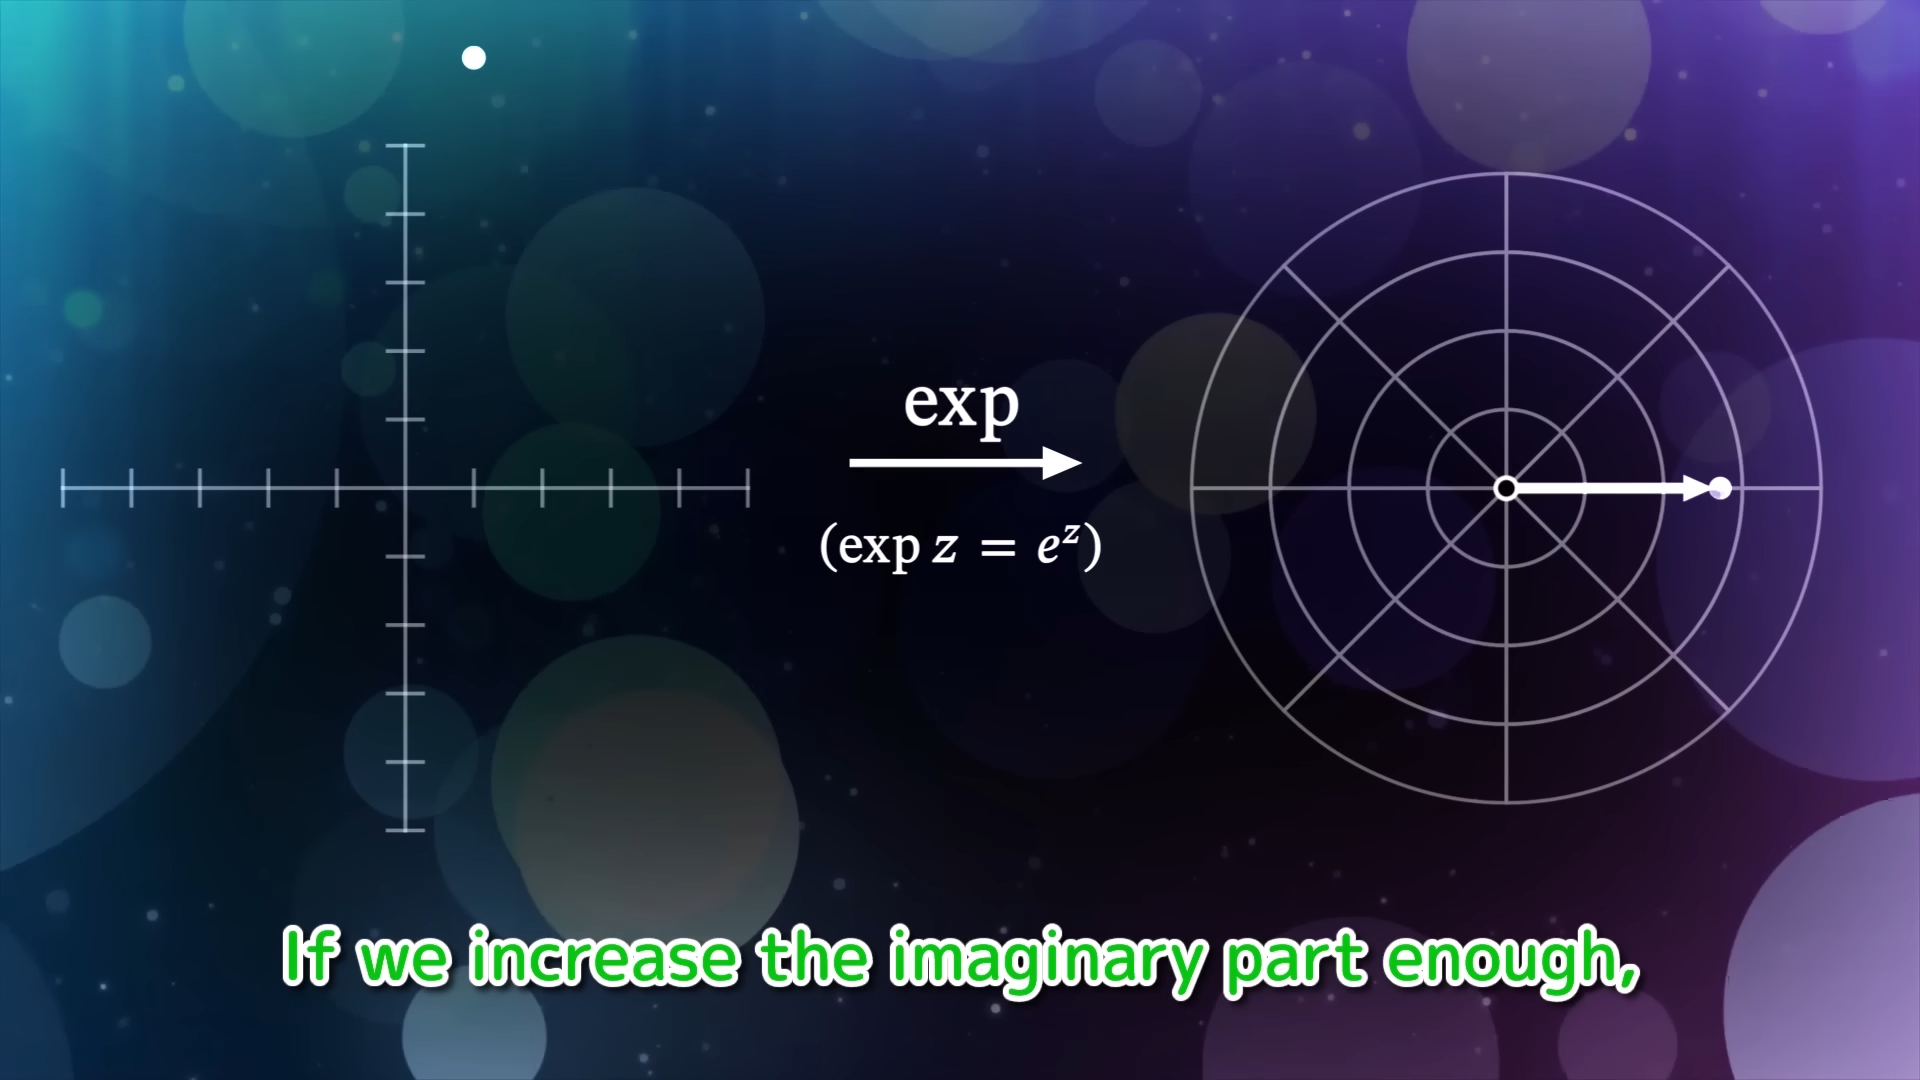 exp
(exp z = e^z)
If we increase the imaginary part enough,